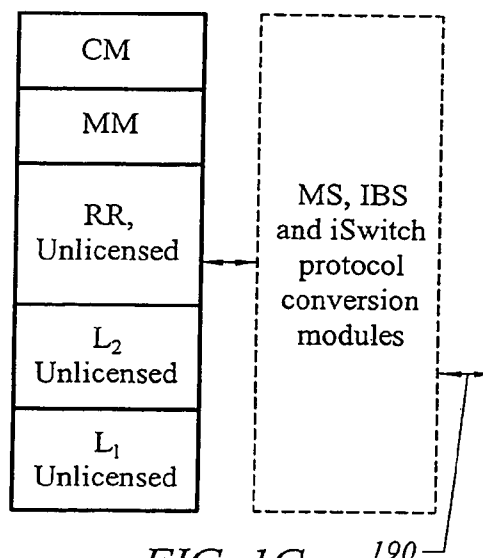 CM
MM
RR,
Unlicensed
L₂
Unlicensed
L₁
Unlicensed
MS, IBS
and iSwitch
protocol
conversion
modules
190
FIG. 1C